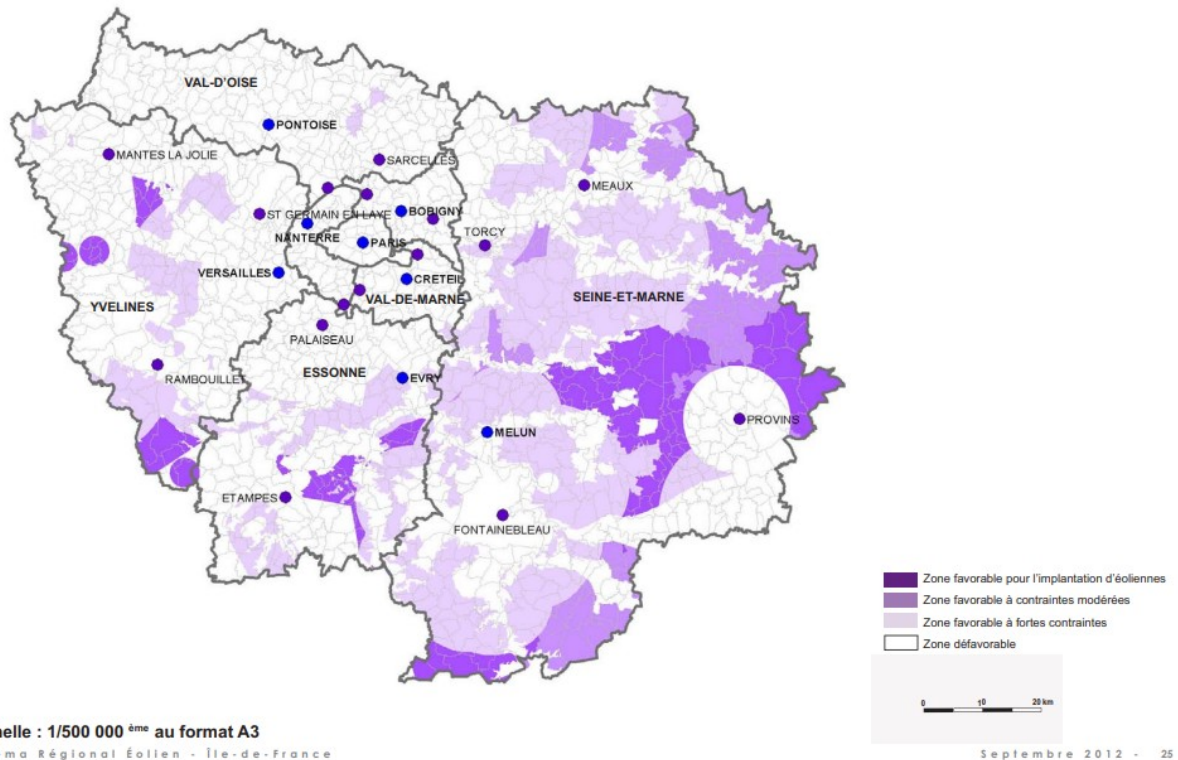 VAL-D'OISE
PONTOISE
MANTES LA JOLIE
SARCELLES
MEAUX
ST GERMAIN EN LAYE
BOBIGNY
NANTERRE
PARIS
TORCY
VERSAILLES
CRETEIL
VAL-DE-MARNE
SEINE-ET-MARNE
YVELINES
PALAISEAU
ESSONNE
RAMBOUILLET
EVRY
PROVINS
MELUN
ETAMPES
FONTAINEBLEAU
Zone favorable pour l'implantation d'éoliennes
Zone favorable à contraintes modérées
Zone favorable à fortes contraintes
Zone défavorable
0 10 20 km
elle : 1/500 000 ème au format A3
ma Régional Éolien - Île-de-France
Septembre 2012 - 25